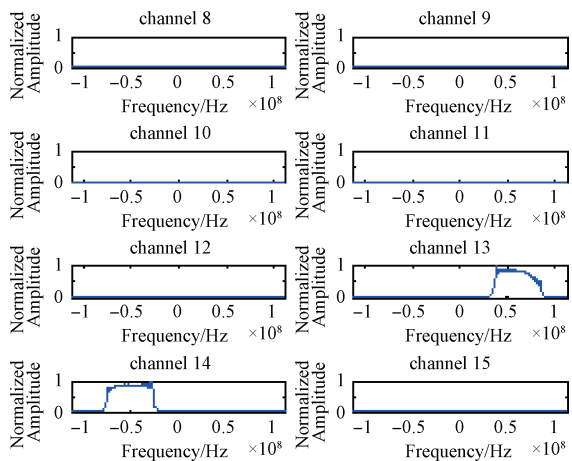 channel 8
Normalized
Amplitude
1
0
−1 −0.5 0 0.5 1
Frequency/Hz ×10⁸
channel 9
Normalized
Amplitude
1
0
−1 −0.5 0 0.5 1
Frequency/Hz ×10⁸
channel 10
Normalized
Amplitude
1
0
−1 −0.5 0 0.5 1
Frequency/Hz ×10⁸
channel 11
Normalized
Amplitude
1
0
−1 −0.5 0 0.5 1
Frequency/Hz ×10⁸
channel 12
Normalized
Amplitude
1
0
−1 −0.5 0 0.5 1
Frequency/Hz ×10⁸
channel 13
Normalized
Amplitude
1
0
−1 −0.5 0 0.5 1
Frequency/Hz ×10⁸
channel 14
Normalized
Amplitude
1
0
−1 −0.5 0 0.5 1
Frequency/Hz ×10⁸
channel 15
Normalized
Amplitude
1
0
−1 −0.5 0 0.5 1
Frequency/Hz ×10⁸